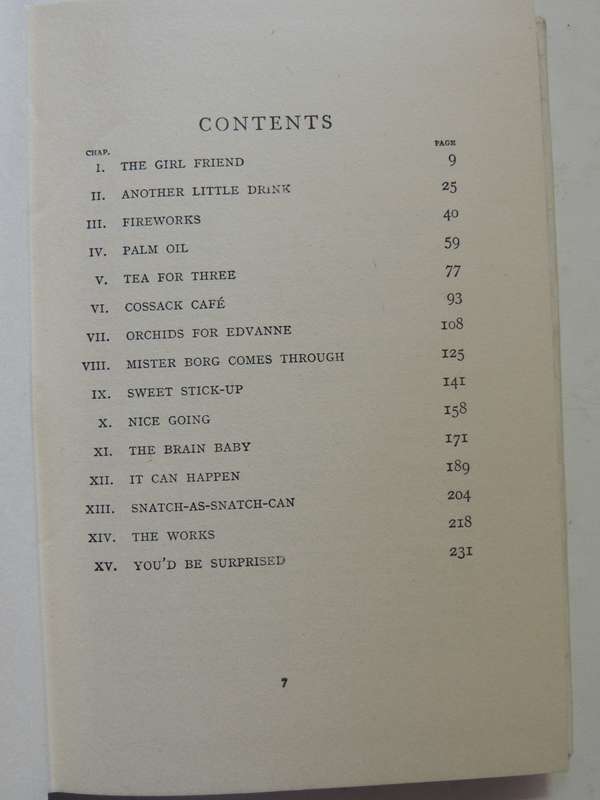 CONTENTS
CHAP. PAGE
I. THE GIRL FRIEND 9
II. ANOTHER LITTLE DRINK 25
III. FIREWORKS 40
IV. PALM OIL 59
V. TEA FOR THREE 77
VI. COSSACK CAFÉ 93
VII. ORCHIDS FOR EDVANNE 108
VIII. MISTER BORG COMES THROUGH 125
IX. SWEET STICK-UP 141
X. NICE GOING 158
XI. THE BRAIN BABY 171
XII. IT CAN HAPPEN 189
XIII. SNATCH-AS-SNATCH-CAN 204
XIV. THE WORKS 218
XV. YOU'D BE SURPRISED 231
7